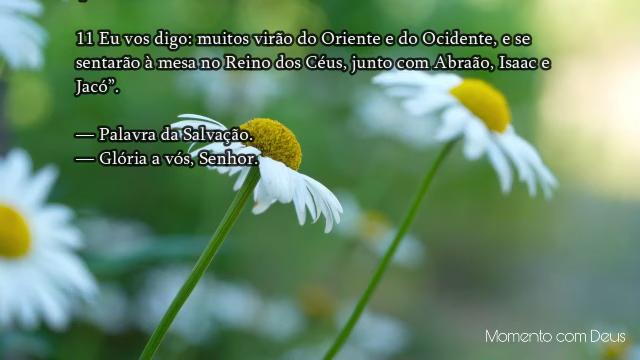 11 Eu vos digo: muitos virão do Oriente e do Ocidente, e se
sentarão à mesa no Reino dos Céus, junto com Abraão, Isaac e
Jacó”.
— Palavra da Salvação.
— Glória a vós, Senhor.
Momento com Deus